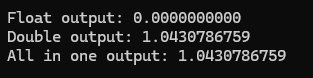 Float output: 0.0000000000
Double output: 1.0430786759
All in one output: 1.0430786759